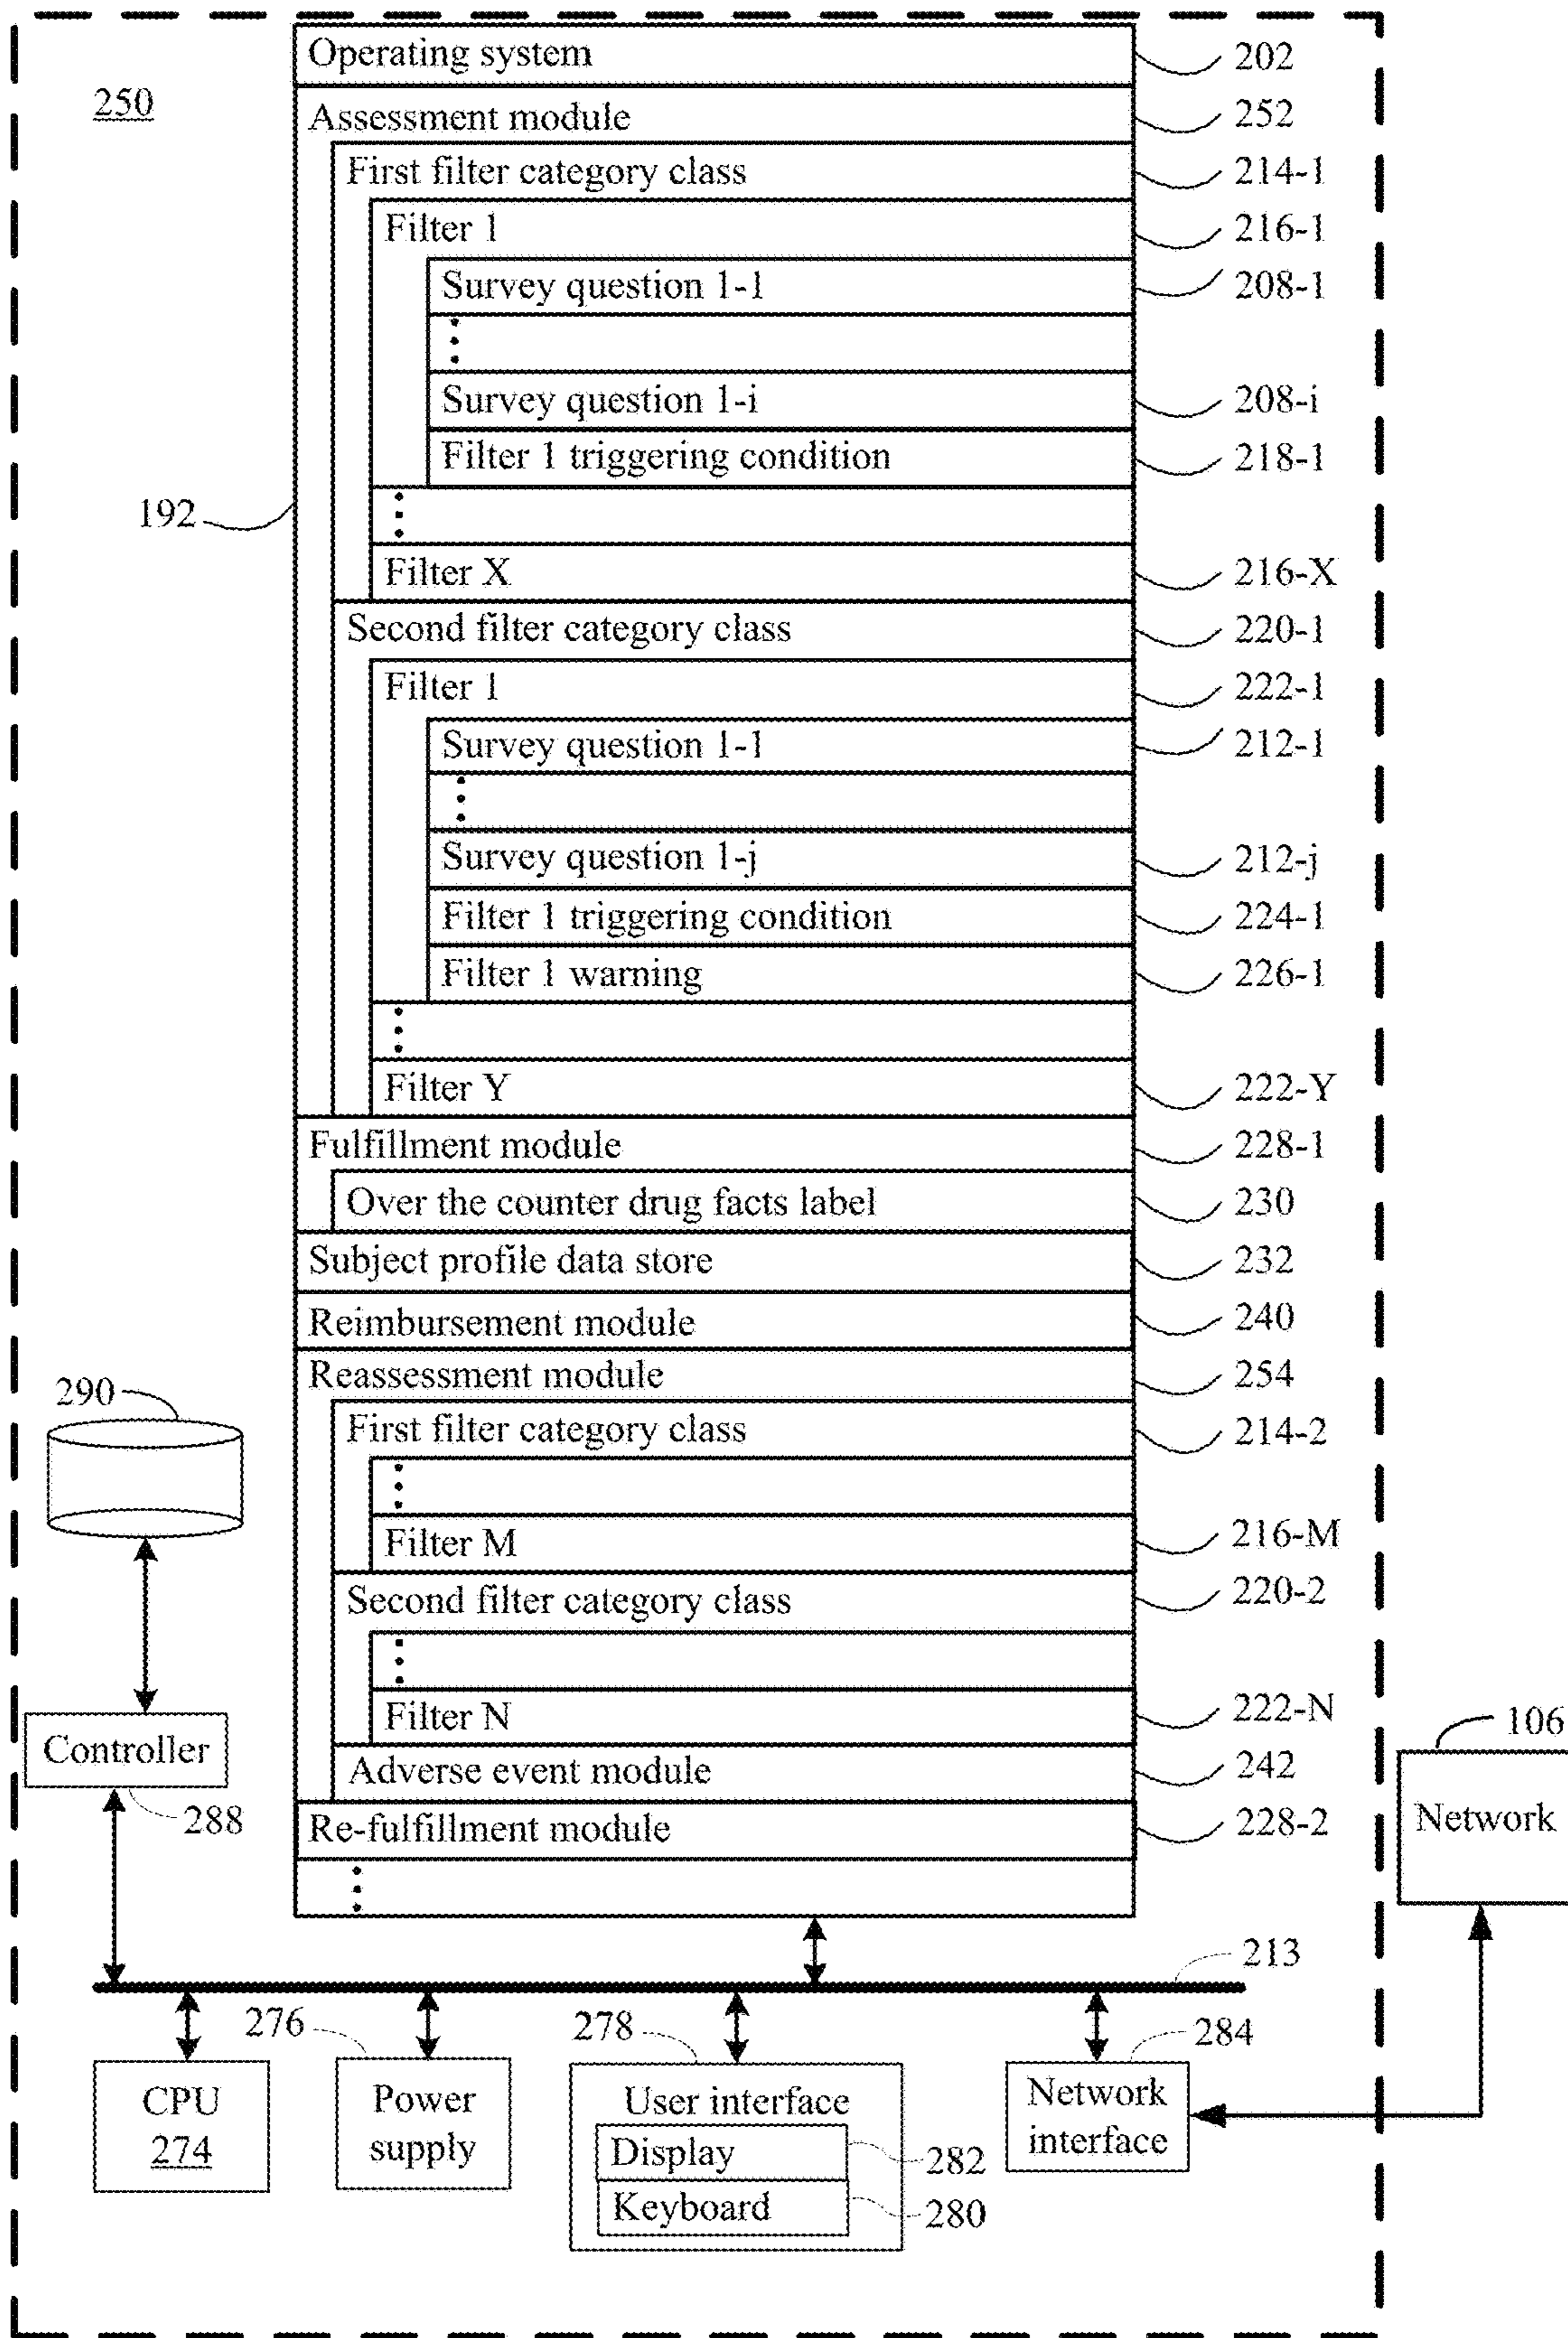 250
Operating system 202
Assessment module 252
First filter category class 214-1
Filter 1 216-1
Survey question 1-1 208-1
Survey question 1-i 208-i
Filter 1 triggering condition 218-1
192
Filter X 216-X
Second filter category class 220-1
Filter 1 222-1
Survey question 1-1 212-1
Survey question 1-j 212-j
Filter 1 triggering condition 224-1
Filter 1 warning 226-1
Filter Y 222-Y
Fulfillment module 228-1
Over the counter drug facts label 230
Subject profile data store 232
Reimbursement module 240
Reassessment module 254
290
First filter category class 214-2
Filter M 216-M
Second filter category class 220-2
Filter N 222-N
106
Controller
Adverse event module 242
288
Re-fulfillment module 228-2
Network
213
276
278
284
CPU
274
Power
supply
User interface
Display 282
Keyboard 280
Network
interface